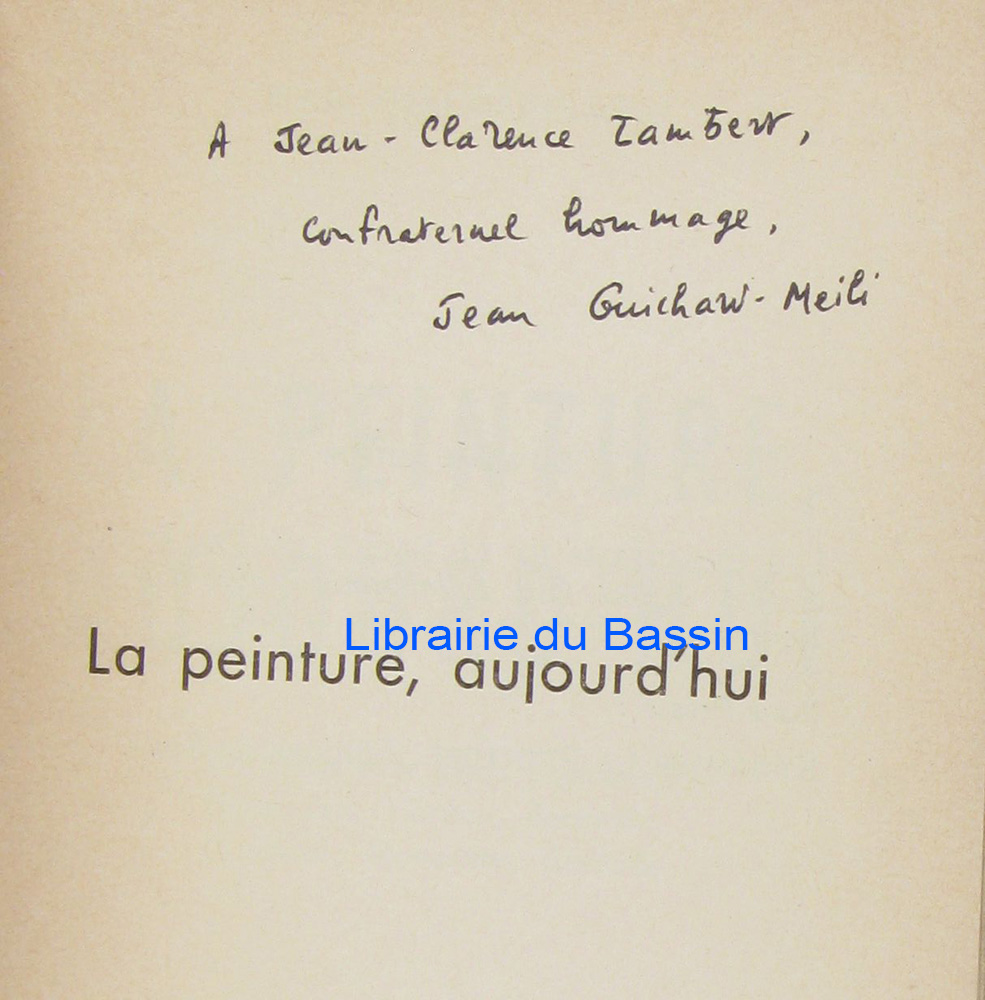 A Jean-Clarence Lambert,
confraternel hommage,
Jean Guichard-Meili
Librairie du Bassin
La peinture, aujourd'hui